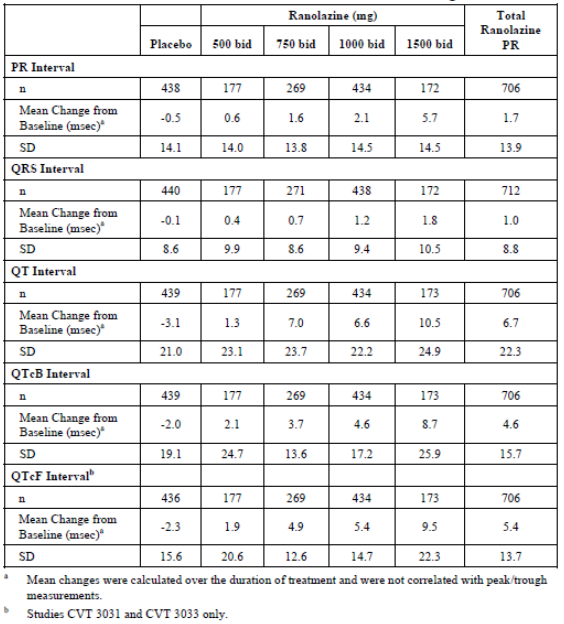 Ranolazine (mg) Total
Ranolazine
PR
Placebo 500 bid 750 bid 1000 bid 1500 bid
PR Interval
n 438 177 269 434 172 706
Mean Change from
Baseline (msec)a -0.5 0.6 1.6 2.1 5.7 1.7
SD 14.1 14.0 13.8 14.5 14.5 13.9
QRS Interval
n 440 177 271 438 172 712
Mean Change from
Baseline (msec)a -0.1 0.4 0.7 1.2 1.8 1.0
SD 8.6 9.9 8.6 9.4 10.5 8.8
QT Interval
n 439 177 269 434 173 706
Mean Change from
Baseline (msec)a -3.1 1.3 7.0 6.6 10.5 6.7
SD 21.0 23.1 23.7 22.2 24.9 22.3
QTcB Interval
n 439 177 269 434 173 706
Mean Change from
Baseline (msec)a -2.0 2.1 3.7 4.6 8.7 4.6
SD 19.1 24.7 13.6 17.2 25.9 15.7
QTcF Intervalb
n 436 177 269 434 173 706
Mean Change from
Baseline (msec)a -2.3 1.9 4.9 5.4 9.5 5.4
SD 15.6 20.6 12.6 14.7 22.3 13.7
a Mean changes were calculated over the duration of treatment and were not correlated with peak/trough
measurements.
b Studies CVT 3031 and CVT 3033 only.